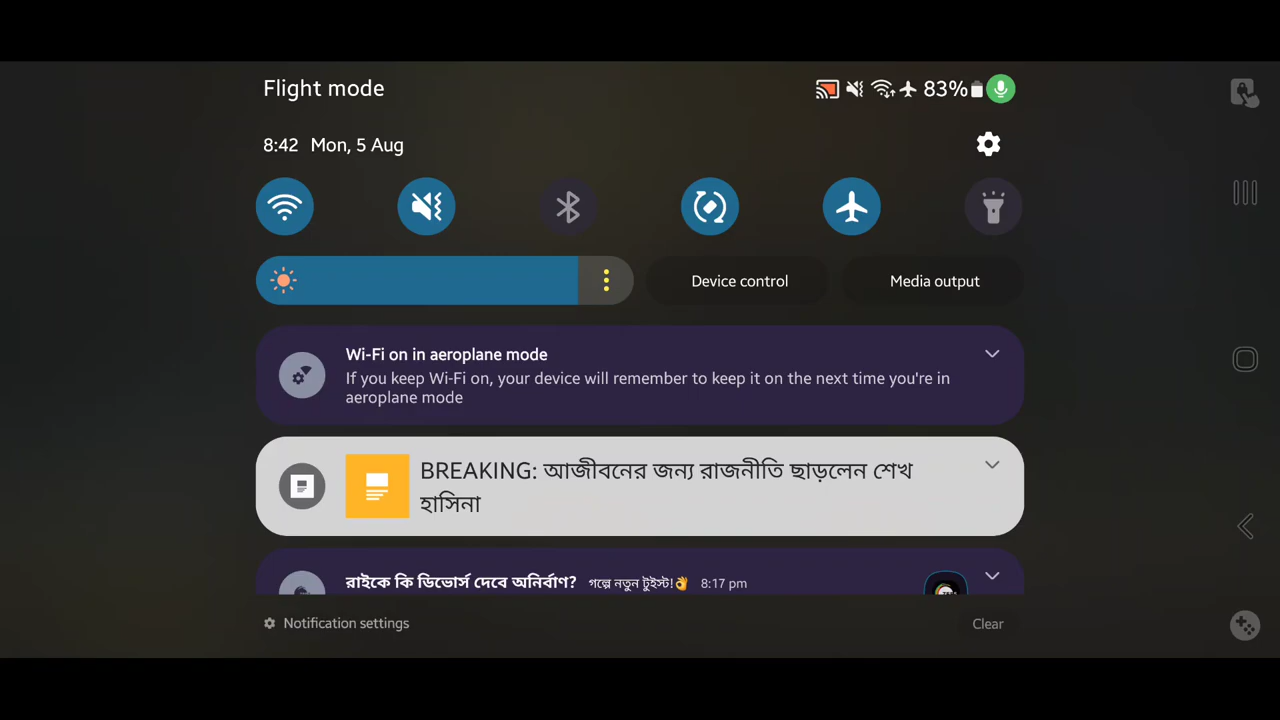 Flight mode
83%
8:42 Mon, 5 Aug
Device control
Media output
Wi-Fi on in aeroplane mode
If you keep Wi-Fi on, your device will remember to keep it on the next time you're in
aeroplane mode
BREAKING: আজীবনের জন্য রাজনীতি ছাড়লেন শেখ
হাসিনা
রাইকে কি ডিভোর্স দেবে অনির্বাণ? গল্পে নতুন টুইস্ট!👌 8:17 pm
Notification settings
Clear